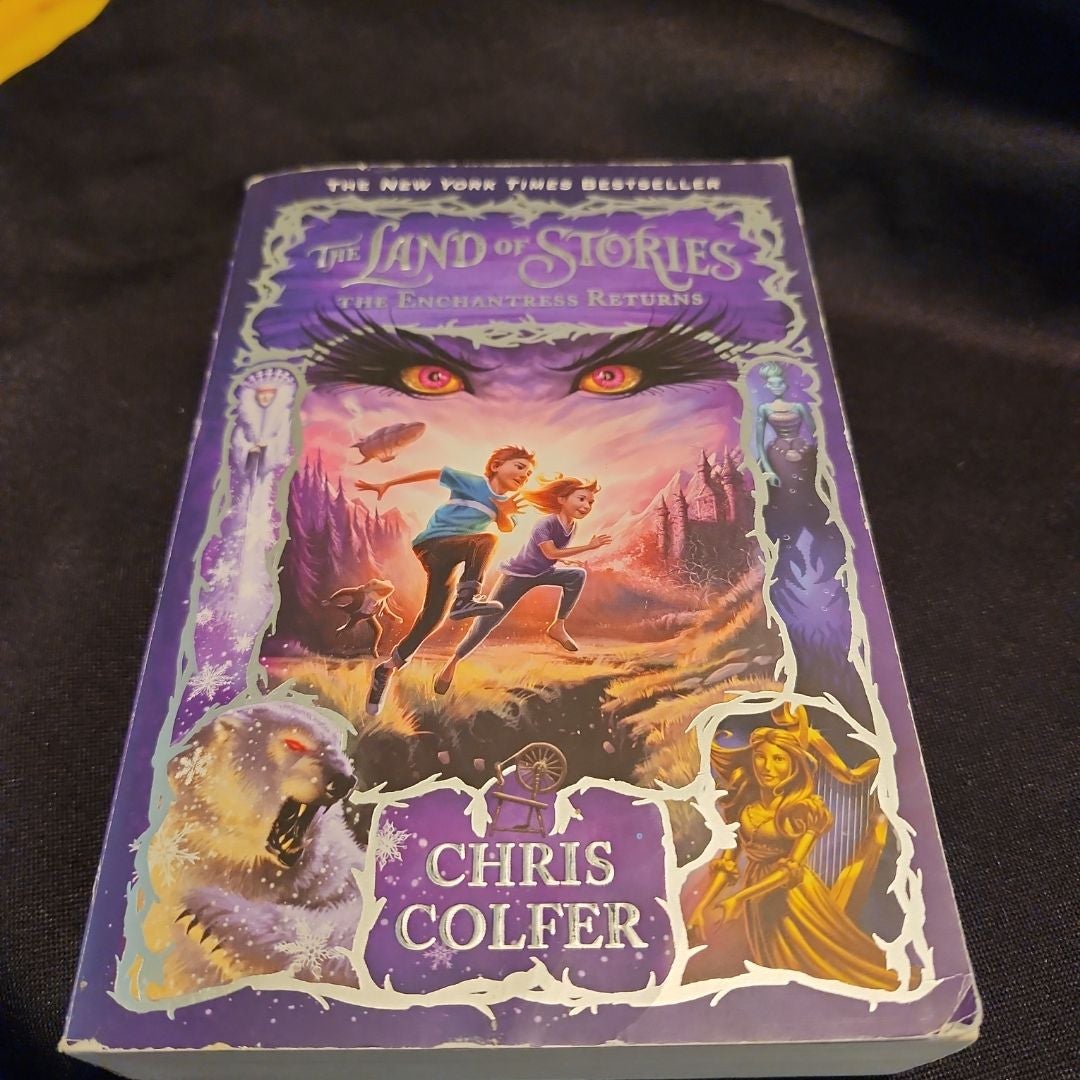 THE NEW YORK TIMES BESTSELLER
THE LAND OF STORIES
THE ENCHANTRESS RETURNS
CHRIS
COLFER